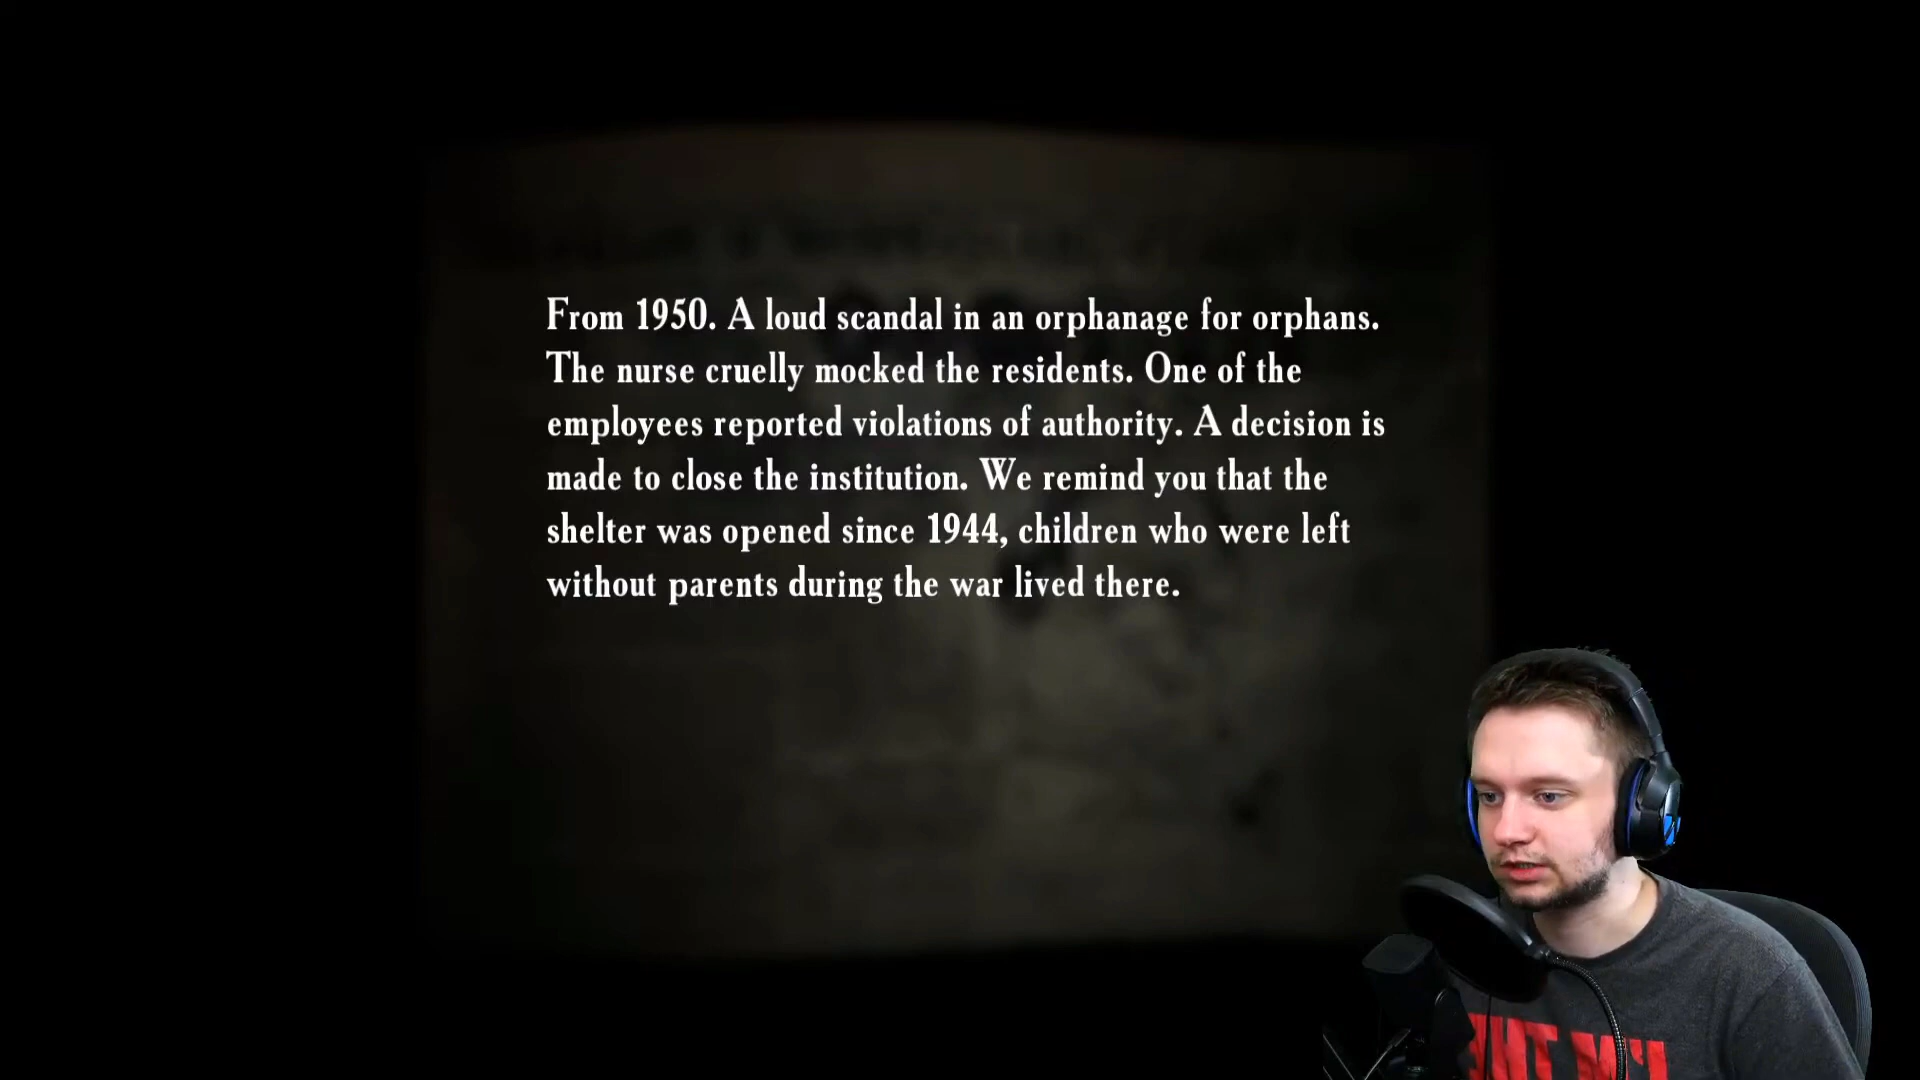 From 1950. A loud scandal in an orphanage for orphans.
The nurse cruelly mocked the residents. One of the
employees reported violations of authority. A decision is
made to close the institution. We remind you that the
shelter was opened since 1944, children who were left
without parents during the war lived there.